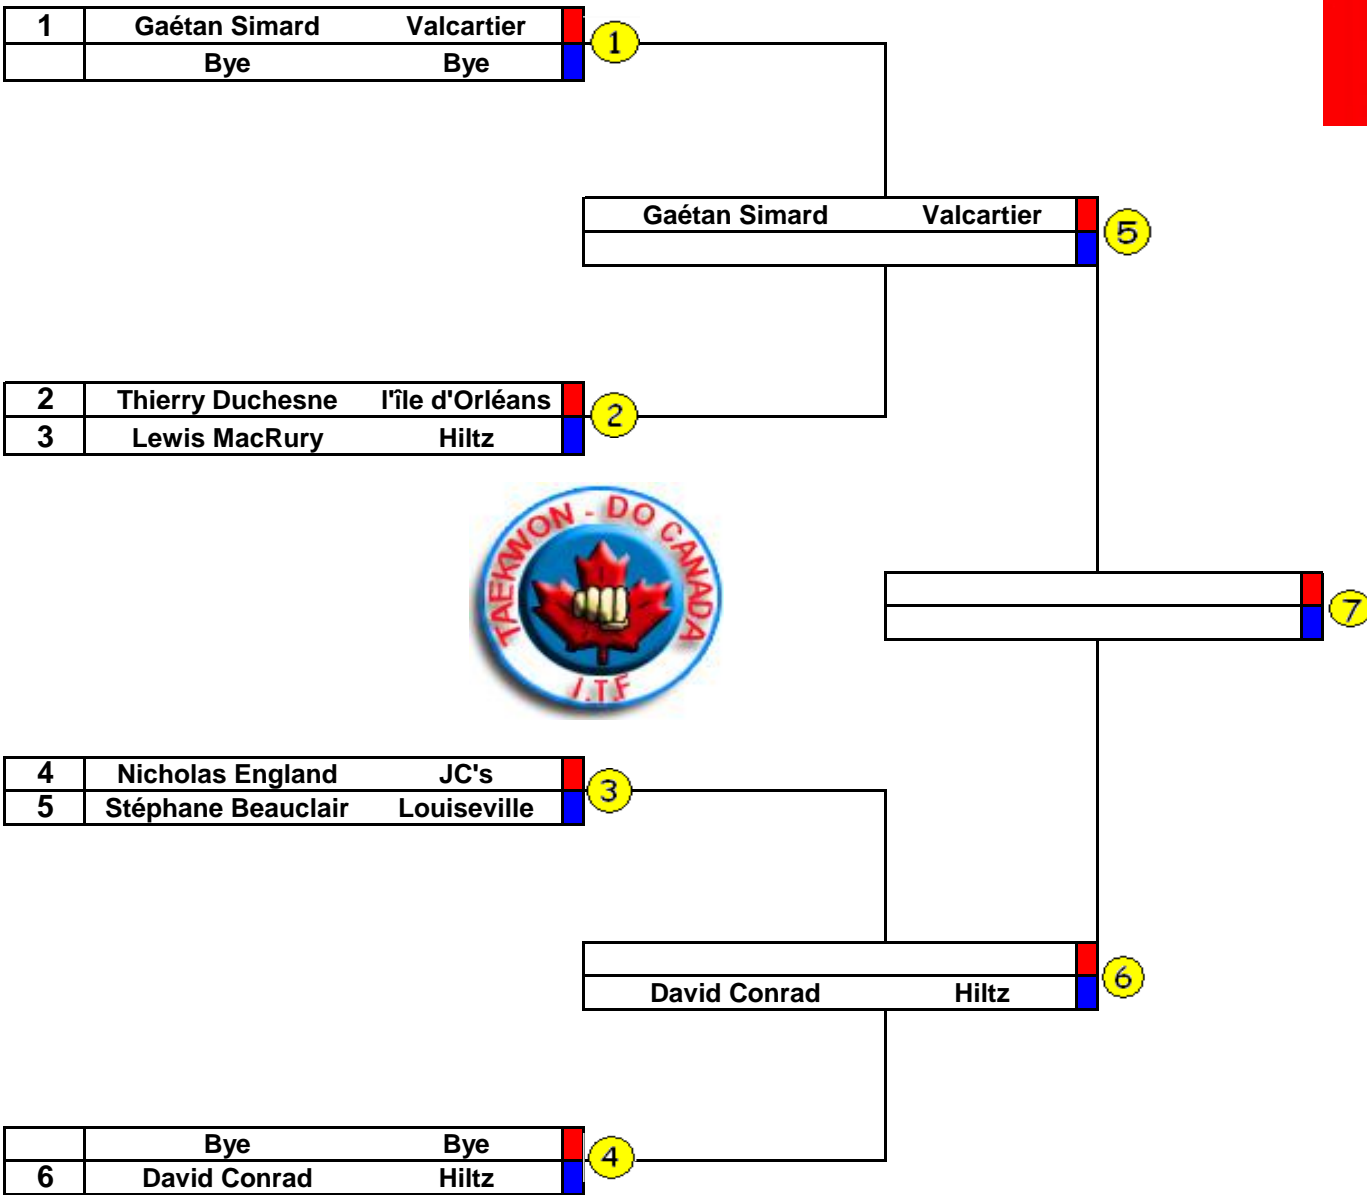 1 Gaétan Simard Valcartier
Bye Bye
1
Gaétan Simard Valcartier
5
2 Thierry Duchesne l'île d'Orléans
3 Lewis MacRury Hiltz
2
TAEKWON - DO CANADA
I.T.F
7
4 Nicholas England JC's
5 Stéphane Beauclair Louiseville
3
David Conrad Hiltz
6
Bye Bye
6 David Conrad Hiltz
4